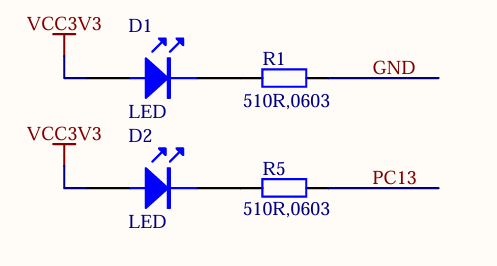 VCC3V3
D1
R1
GND
510R,0603
LED
D2
VCC3V3
R5
PC13
510R,0603
LED